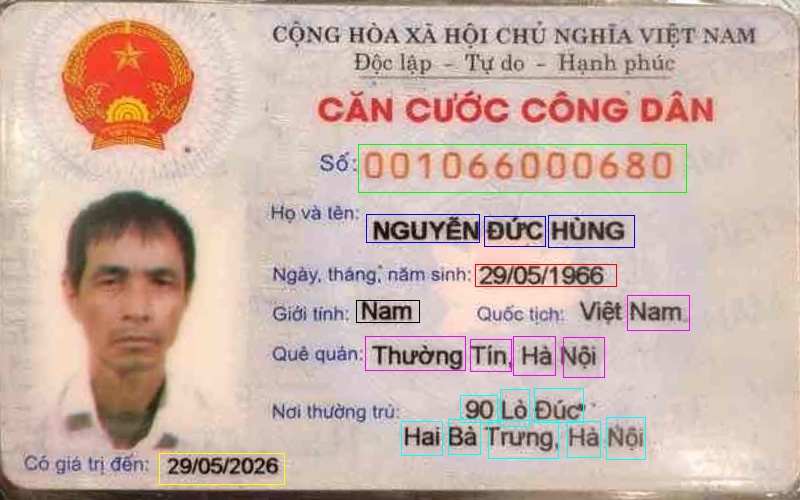 CỘNG HÒA XÃ HỘI CHỦ NGHĨA VIỆT NAM
Độc lập - Tự do - Hạnh phúc
CĂN CƯỚC CÔNG DÂN
Số: 001066000680
Họ và tên: NGUYỄN ĐỨC HÙNG
Ngày, tháng, năm sinh: 29/05/1966
Giới tính: Nam Quốc tịch: Việt Nam
Quê quán: Thường Tín, Hà Nội
Nơi thường trú: 90 Lò Đúc
Hai Bà Trưng, Hà Nội
Có giá trị đến: 29/05/2026